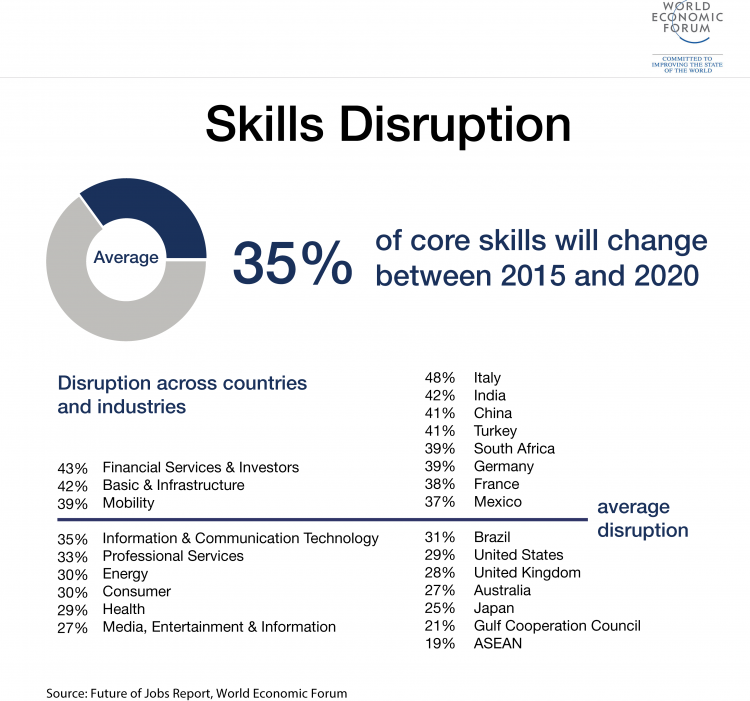 WORLD
ECONOMIC
FORUM
COMMITTED TO
IMPROVING THE STATE
OF THE WORLD
Skills Disruption
Average
35%
of core skills will change
between 2015 and 2020
Disruption across countries
and industries
43% Financial Services & Investors
42% Basic & Infrastructure
39% Mobility
35% Information & Communication Technology
33% Professional Services
30% Energy
30% Consumer
29% Health
27% Media, Entertainment & Information
48% Italy
42% India
41% China
41% Turkey
39% South Africa
39% Germany
38% France
37% Mexico
average
disruption
31% Brazil
29% United States
28% United Kingdom
27% Australia
25% Japan
21% Gulf Cooperation Council
19% ASEAN
Source: Future of Jobs Report, World Economic Forum